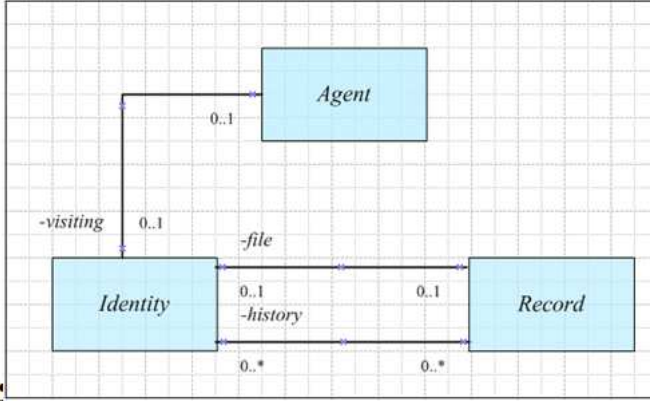 Agent
0..1
-visiting
0..1
-file
Identity
0..1
0..1
Record
-history
0..*
0..*